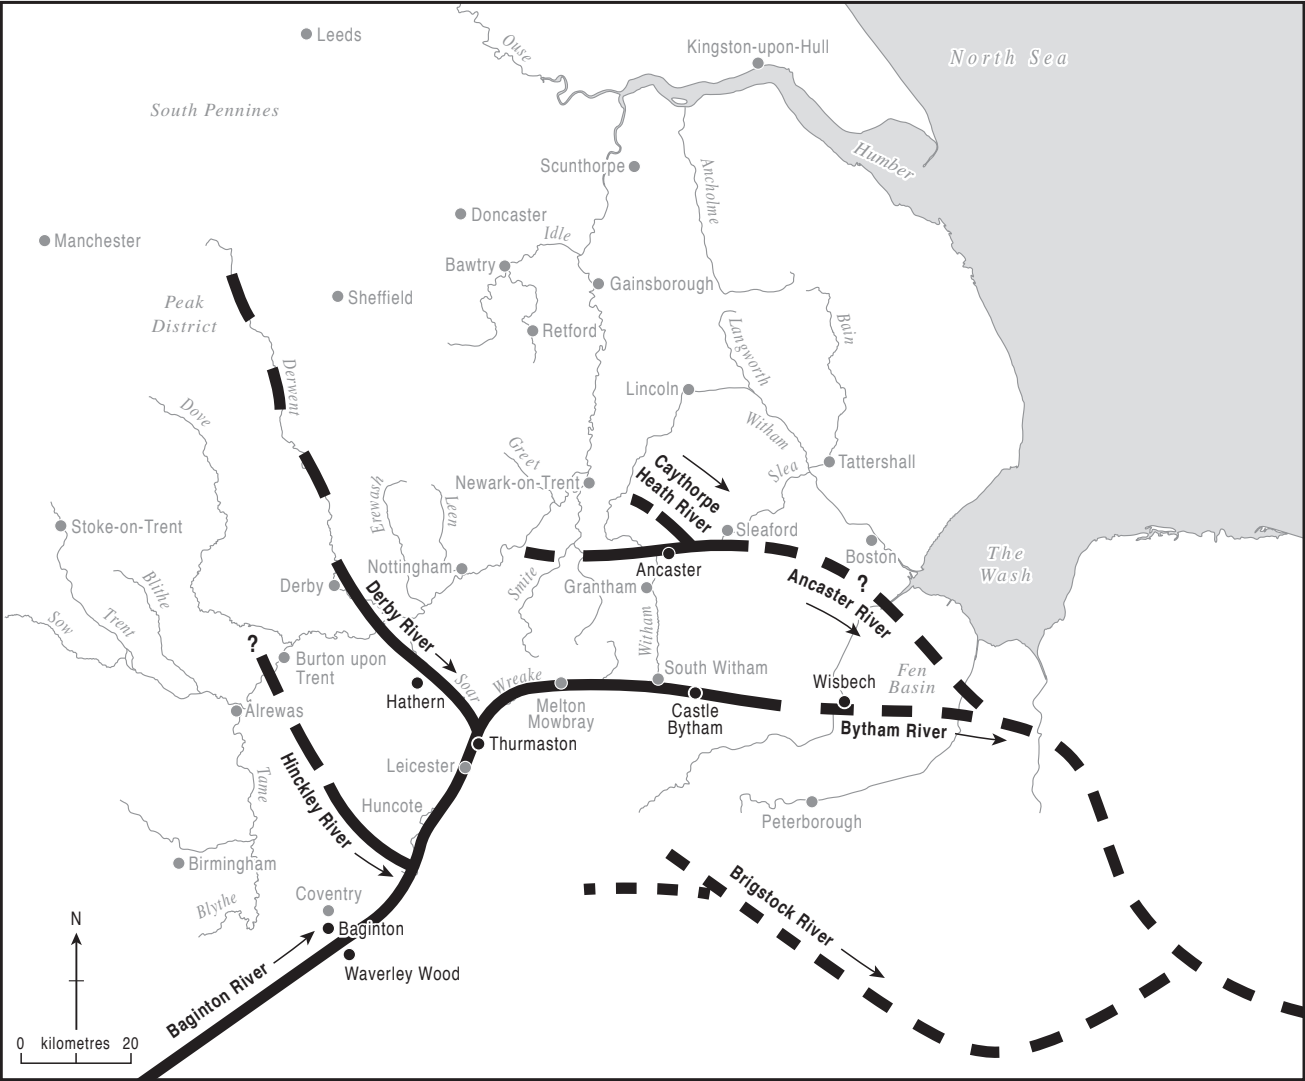 Leeds
Ouse
Kingston-upon-Hull
North Sea
South Pennines
Humber
Scunthorpe
Ancholme
Doncaster
Idle
Manchester
Bawtry
Gainsborough
Sheffield
Peak
District
Retford
Langworth
Bain
Derwent
Lincoln
Dove
Witham
Greet
Caythorpe
Heath River
Slea
Tattershall
Newark-on-Trent
Erewash
Leen
Stoke-on-Trent
Sleaford
Boston
The
Wash
Nottingham
Ancaster
Blithe
Derby
Smite
Grantham
?
Ancaster River
Derby River
Sow
Trent
Witham
?
Burton upon
Trent
Soar
Wreake
South Witham
Fen
Basin
Wisbech
Hathern
Alrewas
Melton
Mowbray
Castle
Bytham
Bytham River
Thurmaston
Leicester
Tame
Hinckley River
Huncote
Peterborough
Birmingham
Brigstock River
Coventry
Blythe
Baginton
N
Waverley Wood
Baginton River
0 kilometres 20